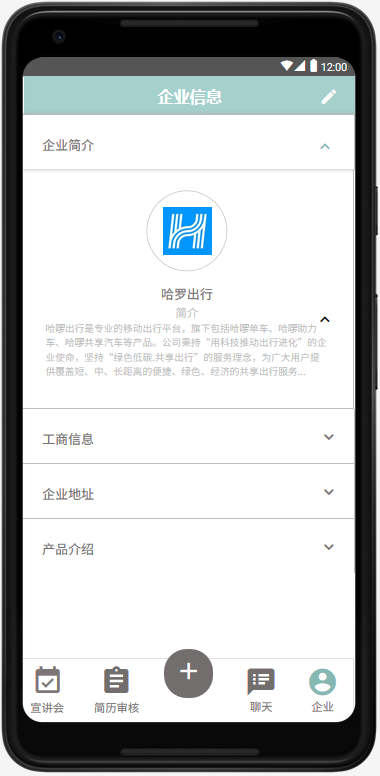 12:00
企业信息
企业简介
哈罗出行
简介
哈啰出行是专业的移动出行平台，旗下包括哈啰单车、哈啰助力
车、哈啰共享汽车等产品。公司秉持“用科技推动出行进化”的企
业使命，坚持“绿色低碳.共享出行”的服务理念，为广大用户提
供覆盖短、中、长距离的便捷、绿色、经济的共享出行服务...
工商信息
企业地址
产品介绍
宣讲会 简历审核 聊天 企业